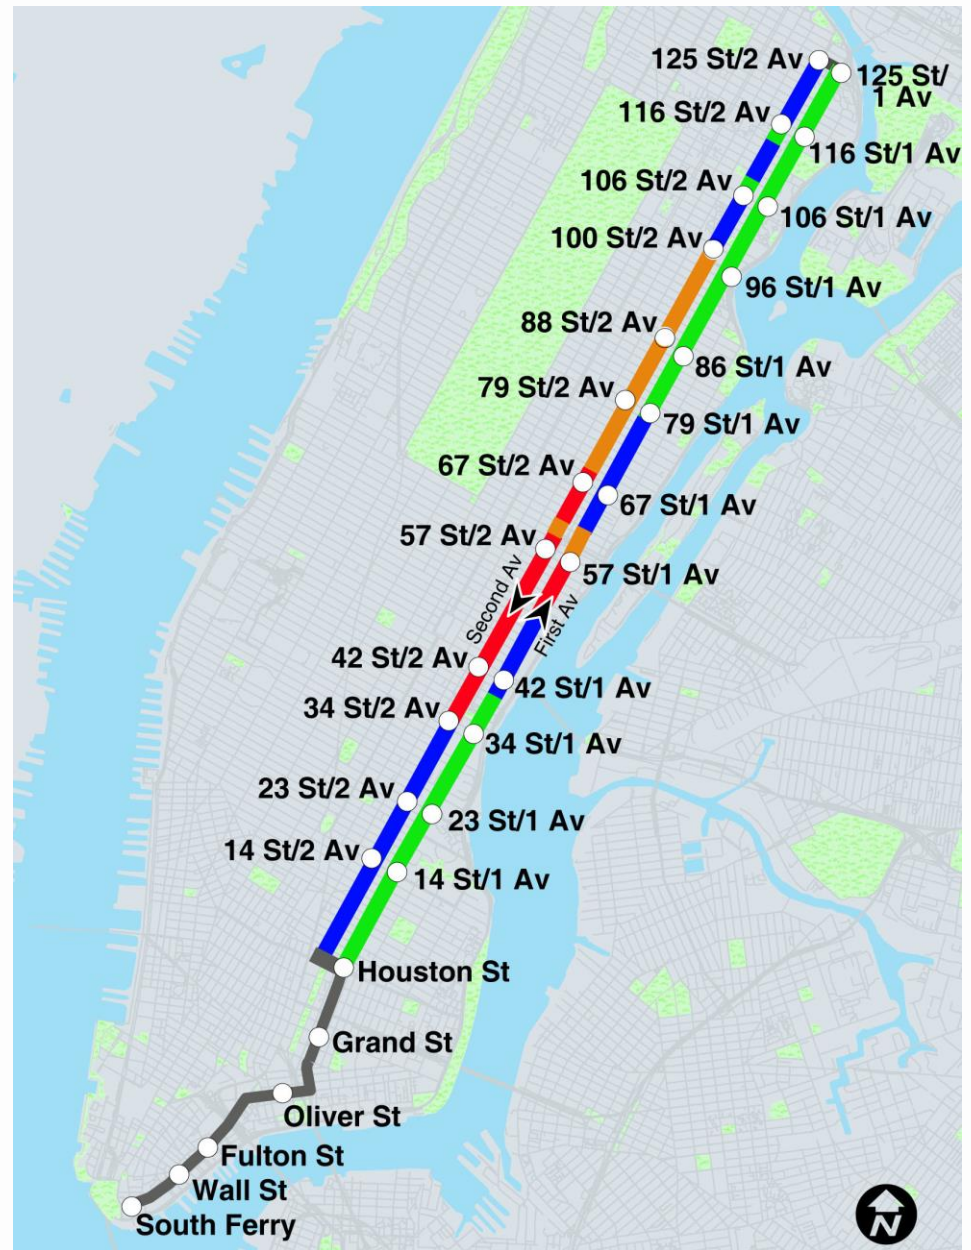 125 St/2 Av
125 St/
1 Av
116 St/2 Av
116 St/1 Av
106 St/2 Av
106 St/1 Av
100 St/2 Av
96 St/1 Av
88 St/2 Av
86 St/1 Av
79 St/2 Av
79 St/1 Av
67 St/2 Av
67 St/1 Av
57 St/2 Av
57 St/1 Av
Second Av
First Av
42 St/2 Av
42 St/1 Av
34 St/2 Av
34 St/1 Av
23 St/2 Av
23 St/1 Av
14 St/2 Av
14 St/1 Av
Houston St
Grand St
Oliver St
Fulton St
Wall St
South Ferry
N